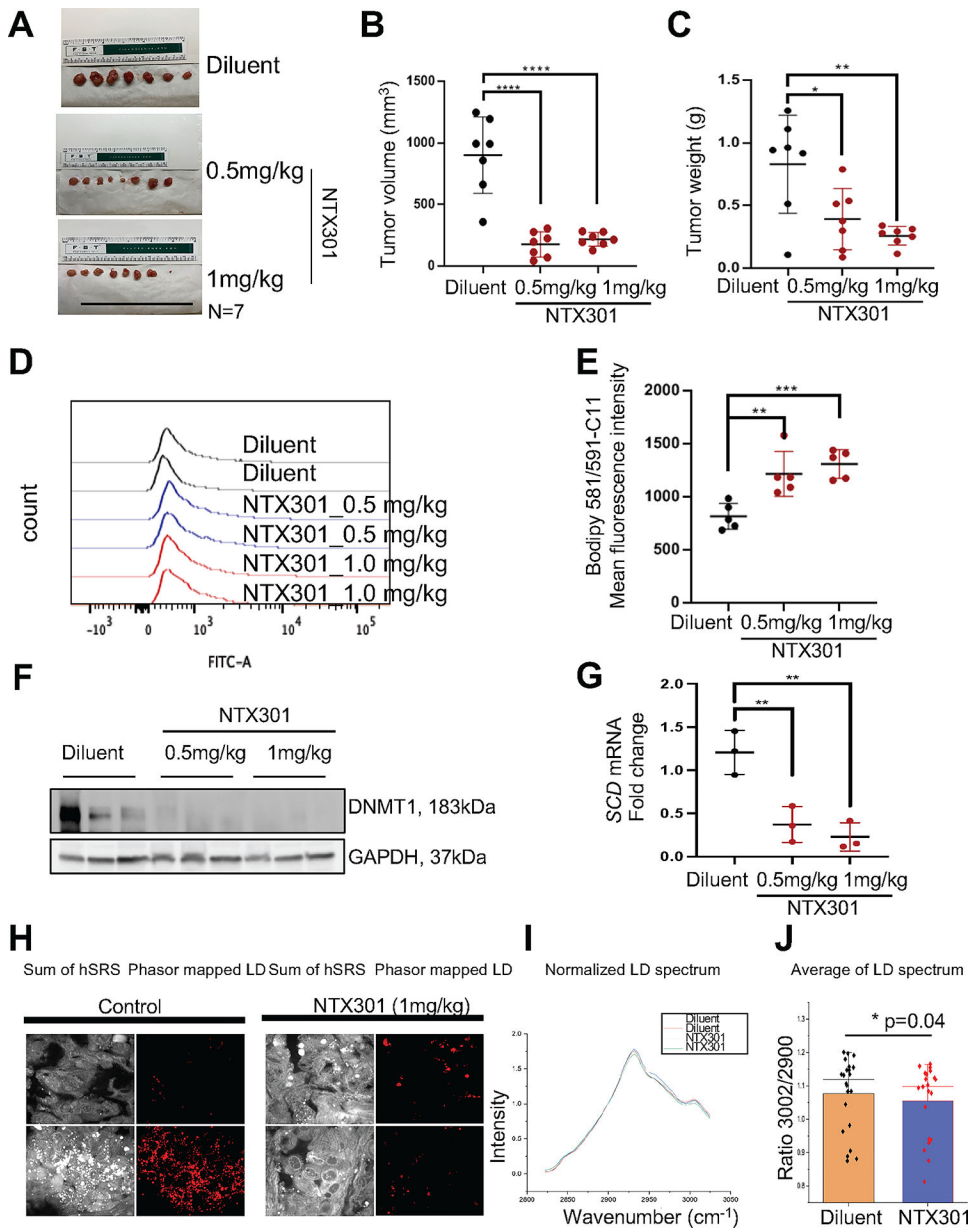 A
F B T
Diluent
F B T
0.5mg/kg
F B T
1mg/kg
NTX301
N=7
B
Tumor volume (mm³)
1500
1000
500
0
****
****
Diluent 0.5mg/kg 1mg/kg
NTX301
C
Tumor weight (g)
1.5
1.0
0.5
0.0
**
*
Diluent 0.5mg/kg 1mg/kg
NTX301
D
count
Diluent
Diluent
NTX301_0.5 mg/kg
NTX301_0.5 mg/kg
NTX301_1.0 mg/kg
NTX301_1.0 mg/kg
-10³ 0 10³ 10⁴ 10⁵
FITC-A
E
Bodipy 581/591-C11
Mean fluorescence intensity
2000
1500
1000
500
0
***
**
Diluent 0.5mg/kg 1mg/kg
NTX301
F
NTX301
Diluent 0.5mg/kg 1mg/kg
DNMT1, 183kDa
GAPDH, 37kDa
G
SCD mRNA
Fold change
2.0
1.5
1.0
0.5
0.0
**
**
Diluent 0.5mg/kg 1mg/kg
NTX301
H
Sum of hSRS Phasor mapped LD Sum of hSRS Phasor mapped LD
Control NTX301 (1mg/kg)
I
Normalized LD spectrum
Diluent
Diluent
NTX301
NTX301
Intensity
2.0
1.5
1.0
0.5
0.0
2800 2850 2900 2950 3000 3050
Wavenumber (cm⁻¹)
J
Average of LD spectrum
* p=0.04
Ratio 3002/2900
1.3
1.2
1.1
1.0
0.9
0.8
Diluent NTX301